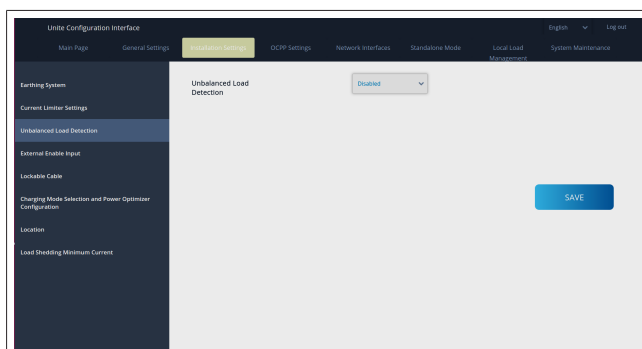 Unite Configuration Interface
English
Log out
Main Page
General Settings
Installation Settings
OCPP Settings
Network Interfaces
Standalone Mode
Local Load
Management
System Maintenance
Earthing System
Current Limiter Settings
Unbalanced Load Detection
External Enable Input
Lockable Cable
Charging Mode Selection and Power Optimizer
Configuration
Location
Load Shedding Minimum Current
Unbalanced Load
Detection
Disabled
SAVE